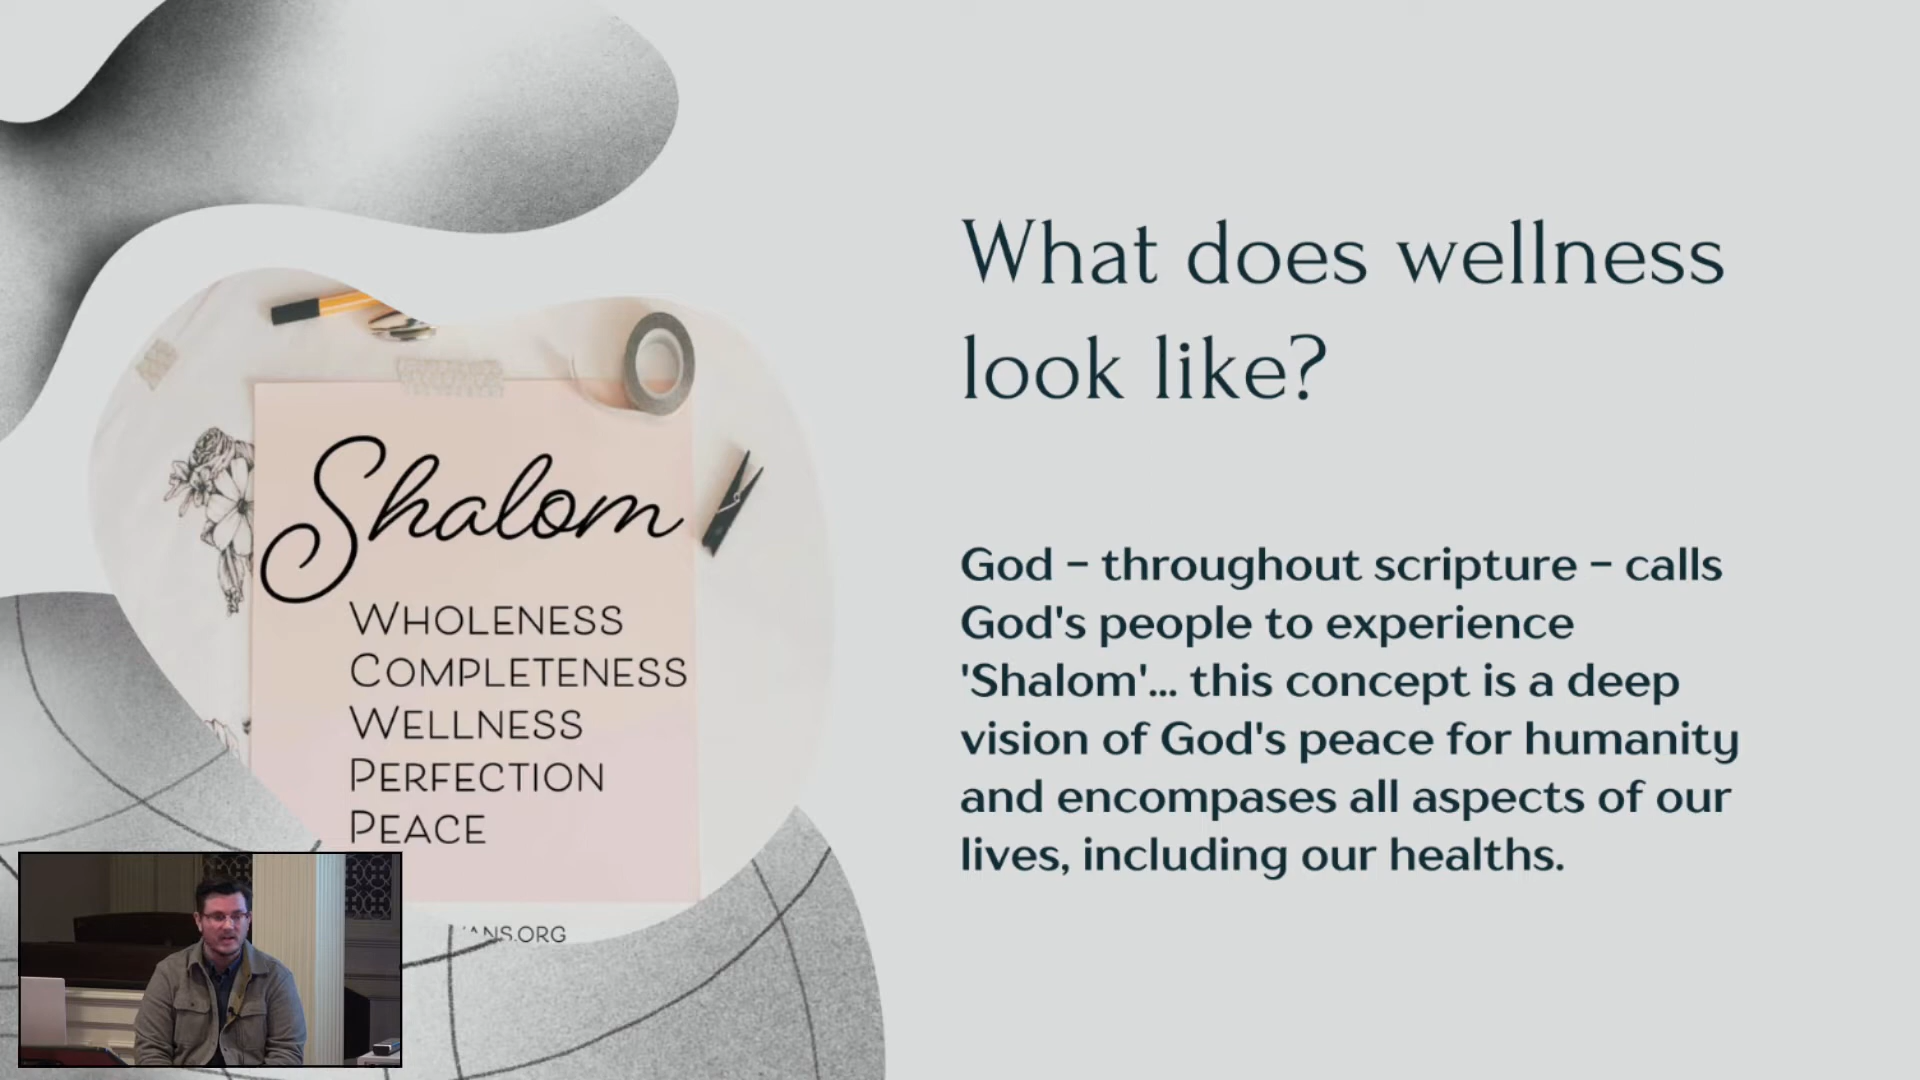 What does wellness
look like?
God - throughout scripture - calls
God's people to experience
'Shalom'... this concept is a deep
vision of God's peace for humanity
and encompases all aspects of our
lives, including our healths.
Shalom
WHOLENESS
COMPLETENESS
WELLNESS
PERFECTION
PEACE